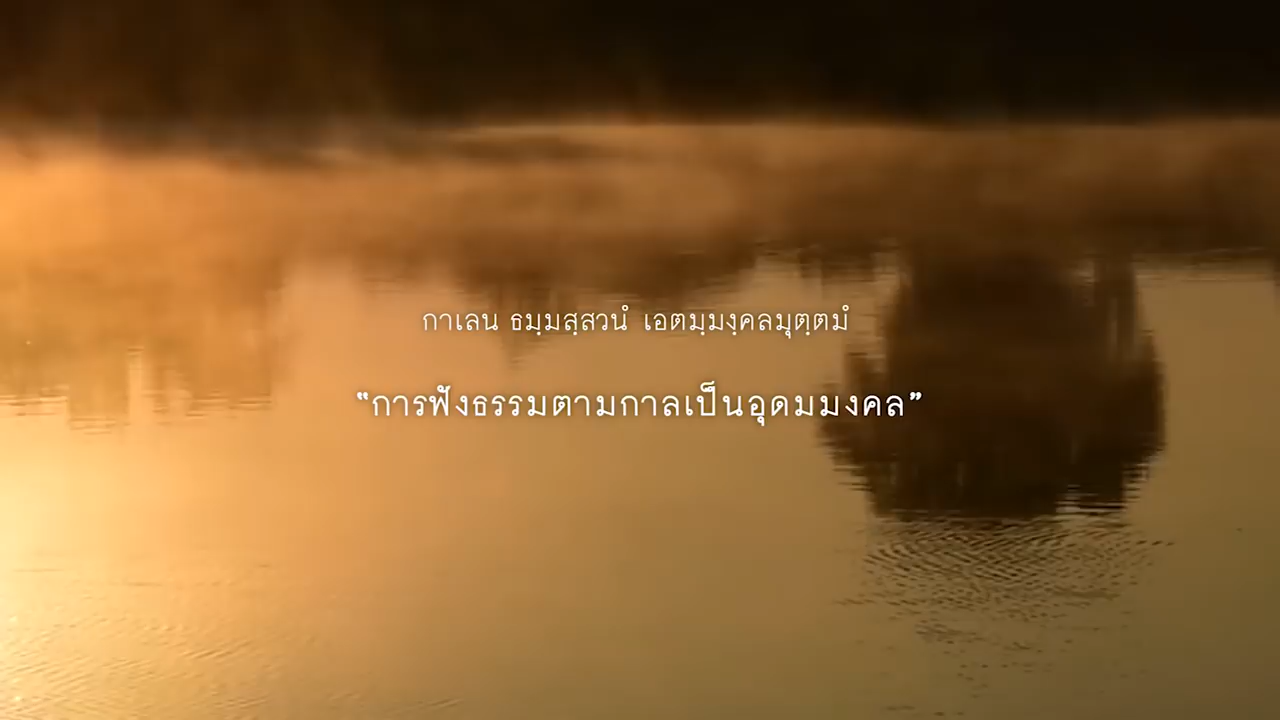 กาเลน ธมฺมสฺสวนํ เอตมฺมงฺคลมุตฺตมํ
“การฟังธรรมตามกาลเป็นอุดมมงคล”